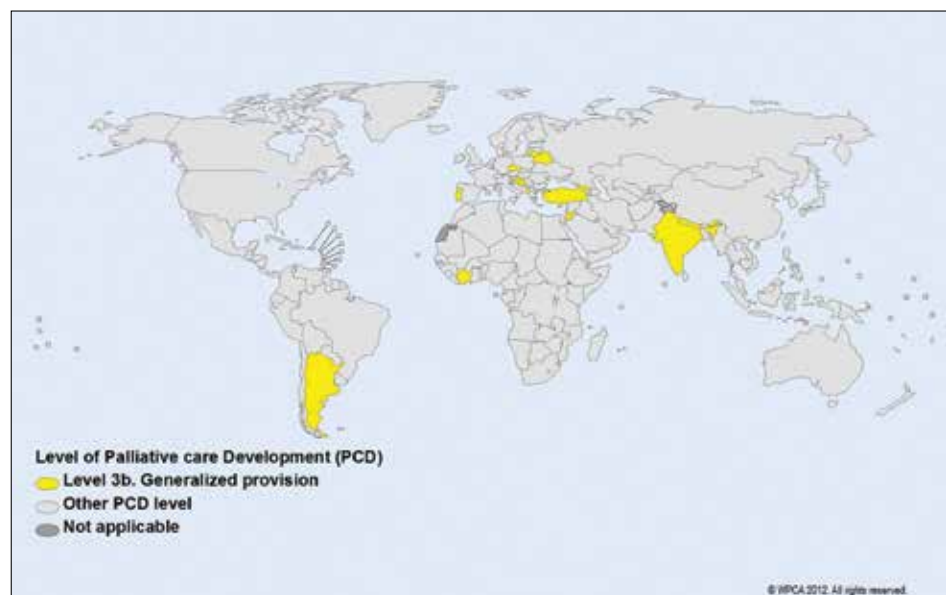 Level of Palliative care Development (PCD)
Level 3b. Generalized provision
Other PCD level
Not applicable
© WPCA 2012. All rights reserved.